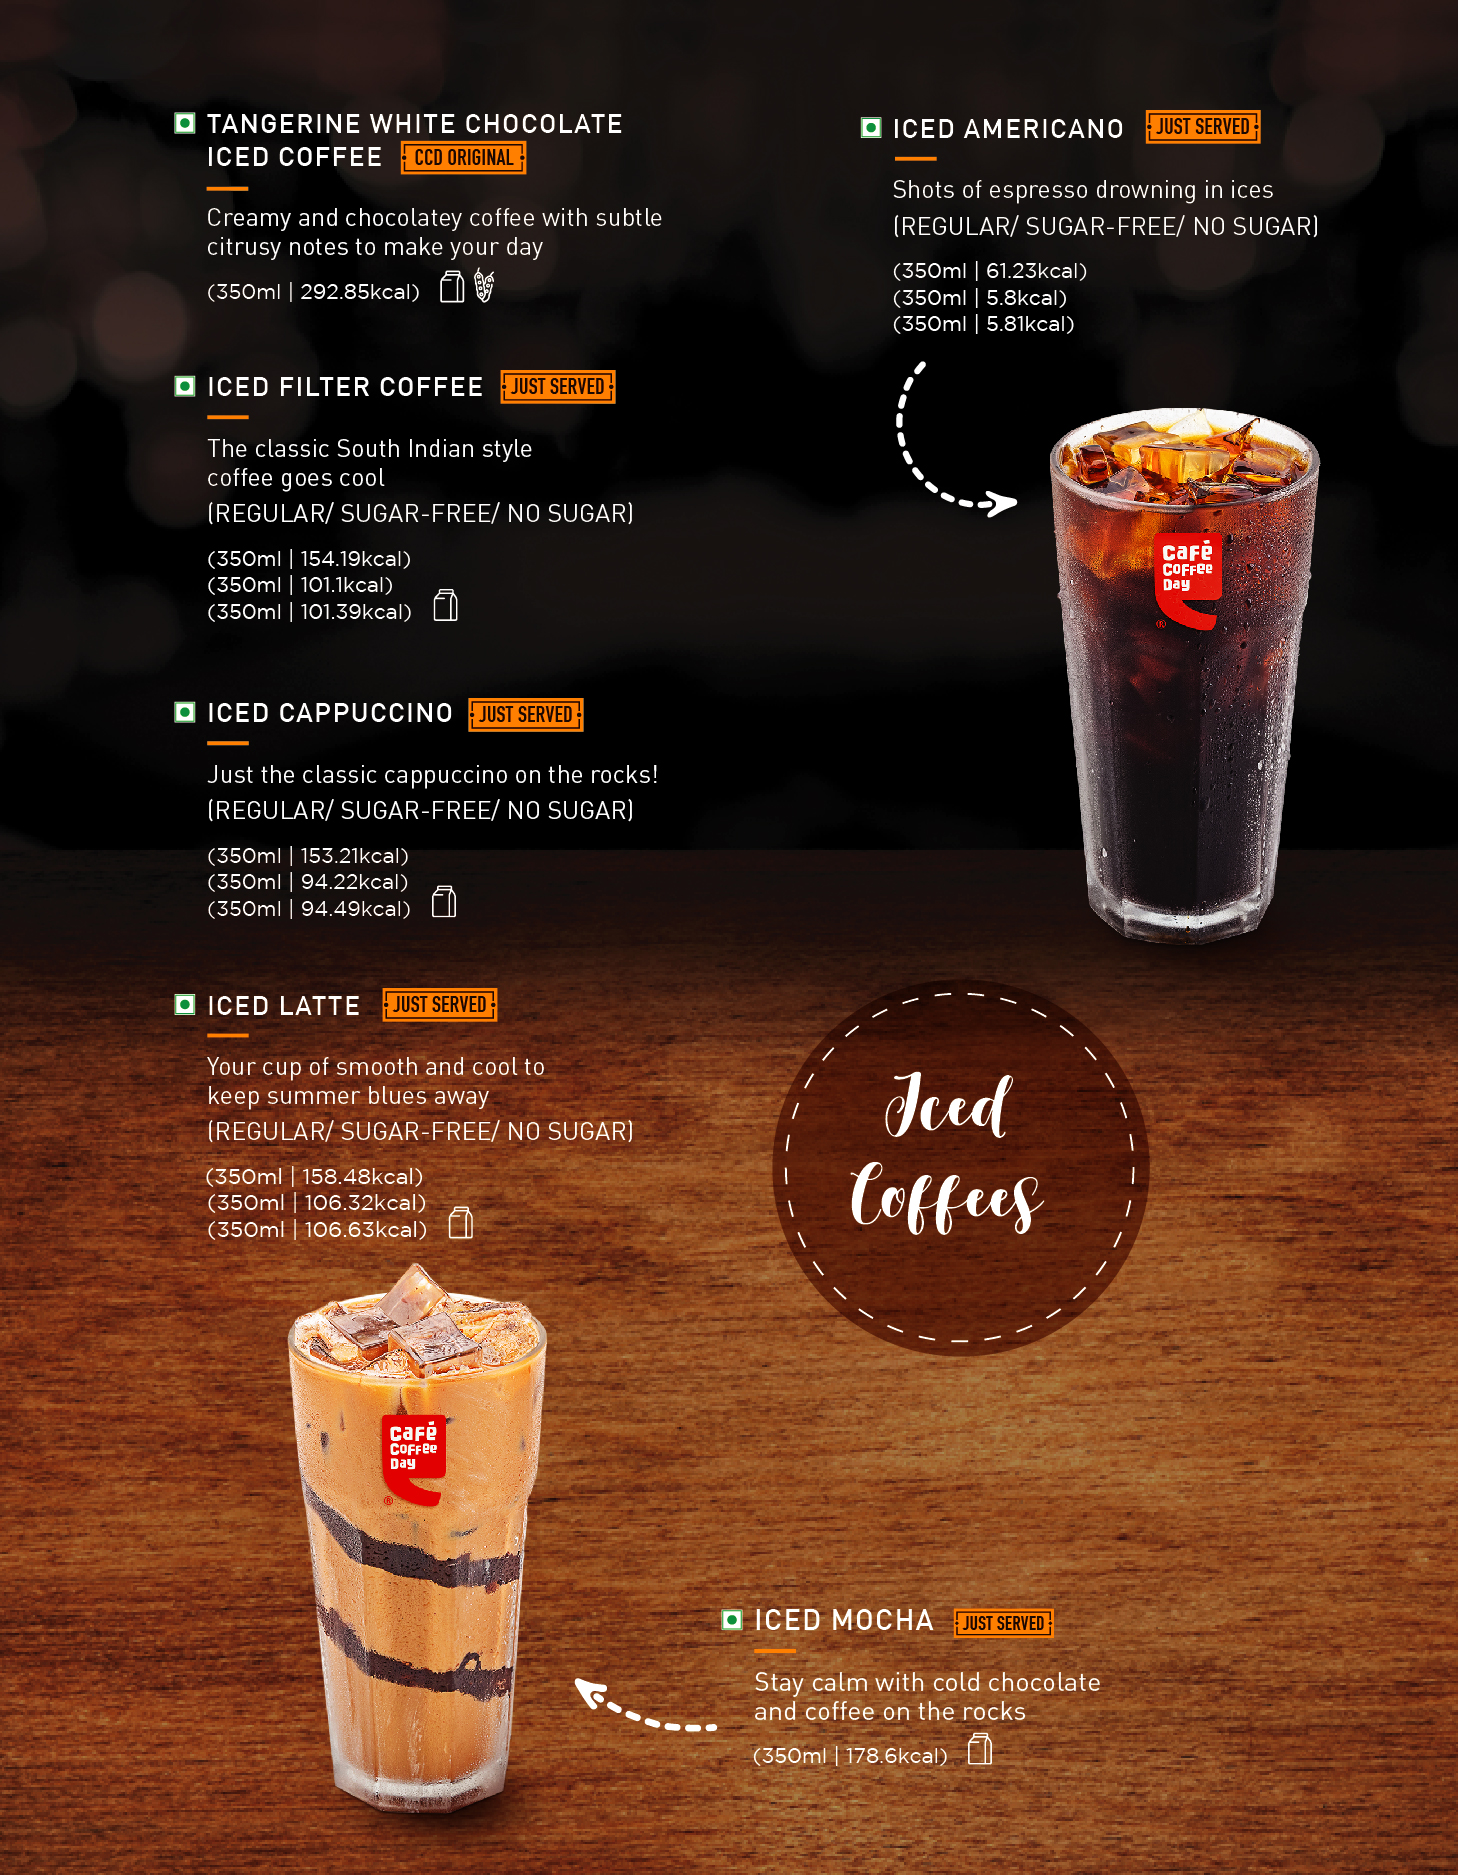 TANGERINE WHITE CHOCOLATE
ICED COFFEE CCD ORIGINAL
Creamy and chocolatey coffee with subtle
citrusy notes to make your day
(350ml | 292.85kcal)
ICED FILTER COFFEE JUST SERVED
The classic South Indian style
coffee goes cool
(REGULAR/ SUGAR-FREE/ NO SUGAR)
(350ml | 154.19kcal)
(350ml | 101.1kcal)
(350ml | 101.39kcal)
ICED CAPPUCCINO JUST SERVED
Just the classic cappuccino on the rocks!
(REGULAR/ SUGAR-FREE/ NO SUGAR)
(350ml | 153.21kcal)
(350ml | 94.22kcal)
(350ml | 94.49kcal)
ICED LATTE JUST SERVED
Your cup of smooth and cool to
keep summer blues away
(REGULAR/ SUGAR-FREE/ NO SUGAR)
(350ml | 158.48kcal)
(350ml | 106.32kcal)
(350ml | 106.63kcal)
Café
Coffee
Day
®
ICED AMERICANO JUST SERVED
Shots of espresso drowning in ices
(REGULAR/ SUGAR-FREE/ NO SUGAR)
(350ml | 61.23kcal)
(350ml | 5.8kcal)
(350ml | 5.81kcal)
Café
Coffee
Day
®
Iced
Coffees
ICED MOCHA JUST SERVED
Stay calm with cold chocolate
and coffee on the rocks
(350ml | 178.6kcal)